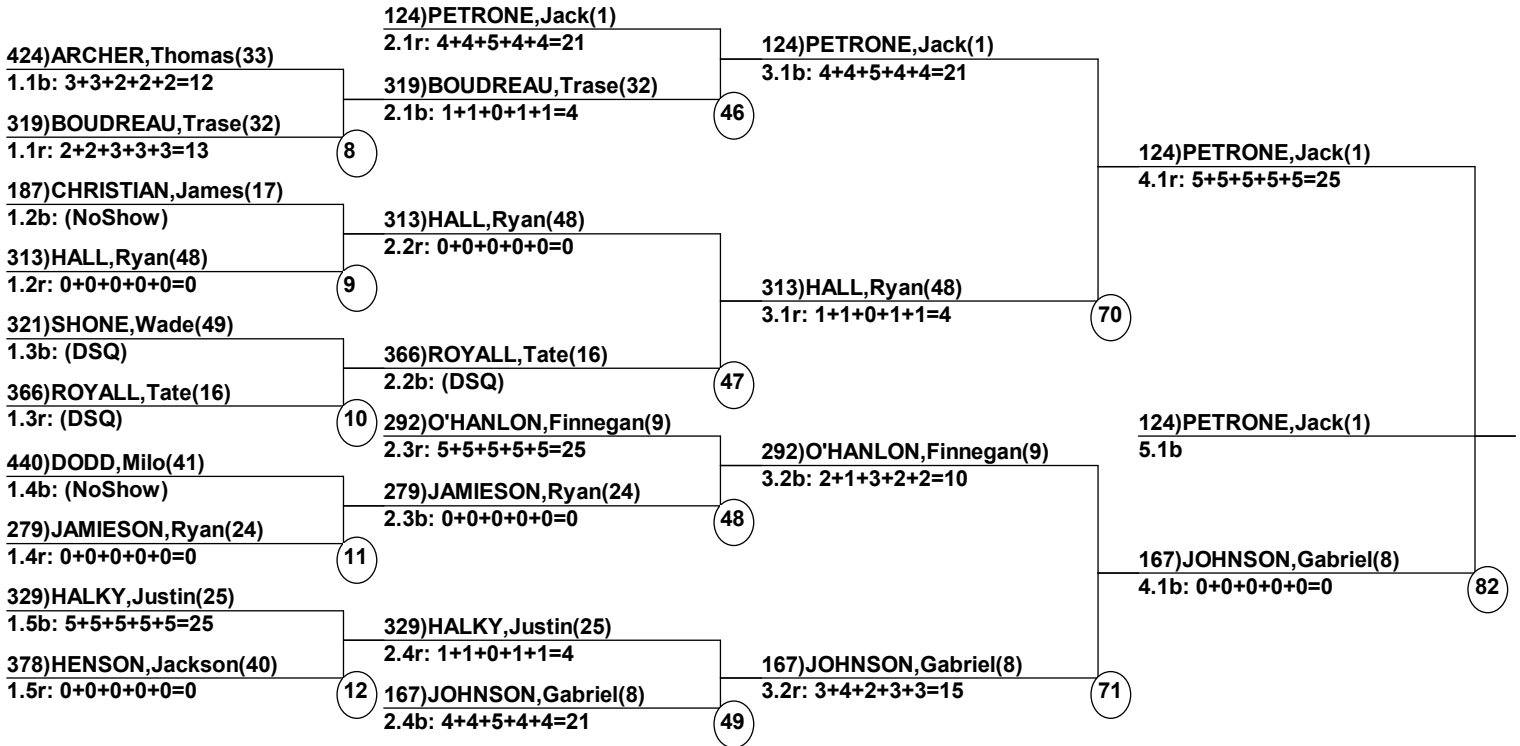 424)ARCHER,Thomas(33)
1.1b: 3+3+2+2+2=12
319)BOUDREAU,Trase(32)
1.1r: 2+2+3+3+3=13
8
187)CHRISTIAN,James(17)
1.2b: (NoShow)
313)HALL,Ryan(48)
1.2r: 0+0+0+0+0=0
9
321)SHONE,Wade(49)
1.3b: (DSQ)
366)ROYALL,Tate(16)
1.3r: (DSQ)
10
440)DODD,Milo(41)
1.4b: (NoShow)
279)JAMIESON,Ryan(24)
1.4r: 0+0+0+0+0=0
11
329)HALKY,Justin(25)
1.5b: 5+5+5+5+5=25
378)HENSON,Jackson(40)
1.5r: 0+0+0+0+0=0
12
124)PETRONE,Jack(1)
2.1r: 4+4+5+4+4=21
319)BOUDREAU,Trase(32)
2.1b: 1+1+0+1+1=4
46
313)HALL,Ryan(48)
2.2r: 0+0+0+0+0=0
366)ROYALL,Tate(16)
2.2b: (DSQ)
47
292)O'HANLON,Finnegan(9)
2.3r: 5+5+5+5+5=25
279)JAMIESON,Ryan(24)
2.3b: 0+0+0+0+0=0
48
329)HALKY,Justin(25)
2.4r: 1+1+0+1+1=4
167)JOHNSON,Gabriel(8)
2.4b: 4+4+5+4+4=21
49
124)PETRONE,Jack(1)
3.1b: 4+4+5+4+4=21
313)HALL,Ryan(48)
3.1r: 1+1+0+1+1=4
70
292)O'HANLON,Finnegan(9)
3.2b: 2+1+3+2+2=10
167)JOHNSON,Gabriel(8)
3.2r: 3+4+2+3+3=15
71
124)PETRONE,Jack(1)
4.1r: 5+5+5+5+5=25
124)PETRONE,Jack(1)
5.1b
167)JOHNSON,Gabriel(8)
4.1b: 0+0+0+0+0=0
82